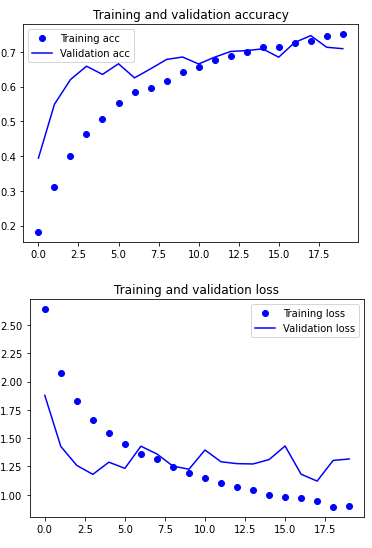 Training and validation accuracy
Training acc
Validation acc
0.7
0.6
0.5
0.4
0.3
0.2
0.0 2.5 5.0 7.5 10.0 12.5 15.0 17.5
Training and validation loss
Training loss
Validation loss
2.50
2.25
2.00
1.75
1.50
1.25
1.00
0.0 2.5 5.0 7.5 10.0 12.5 15.0 17.5